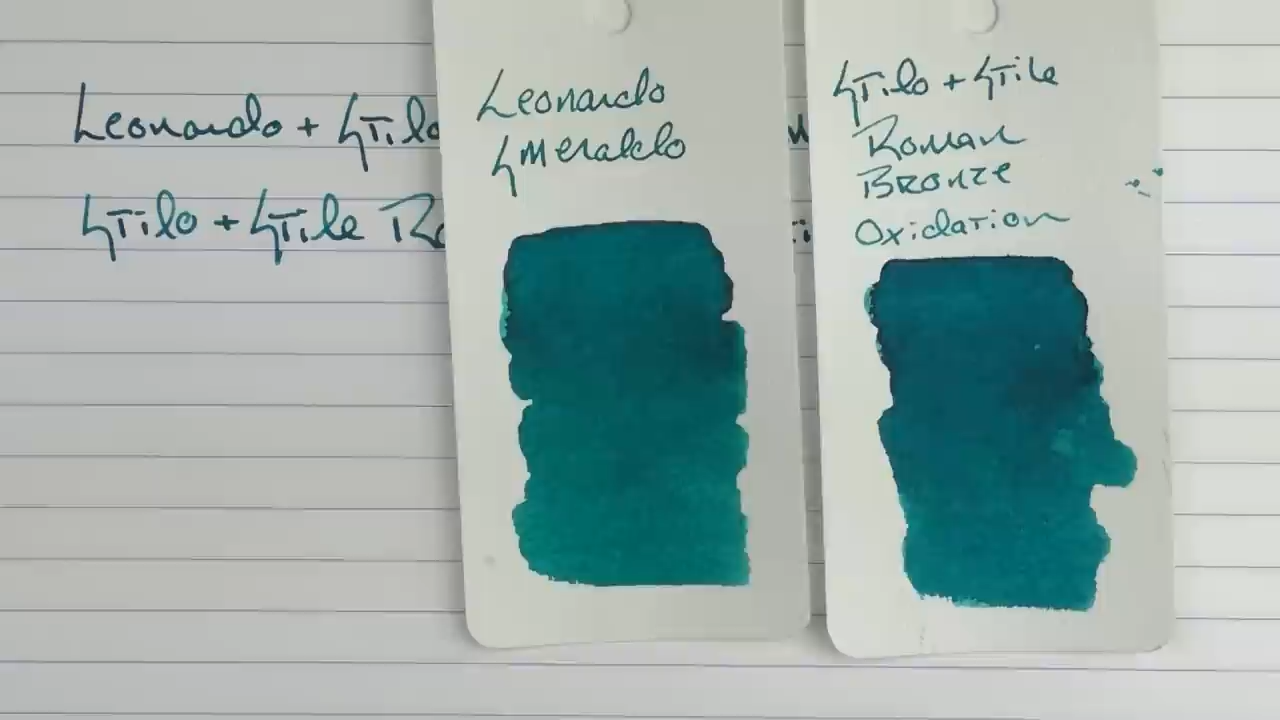 Leonardo + Stilo
Stilo + Stile Ro
Leonardo
Smeraldo
Stilo + Stile
Roman
Bronze
Oxidation